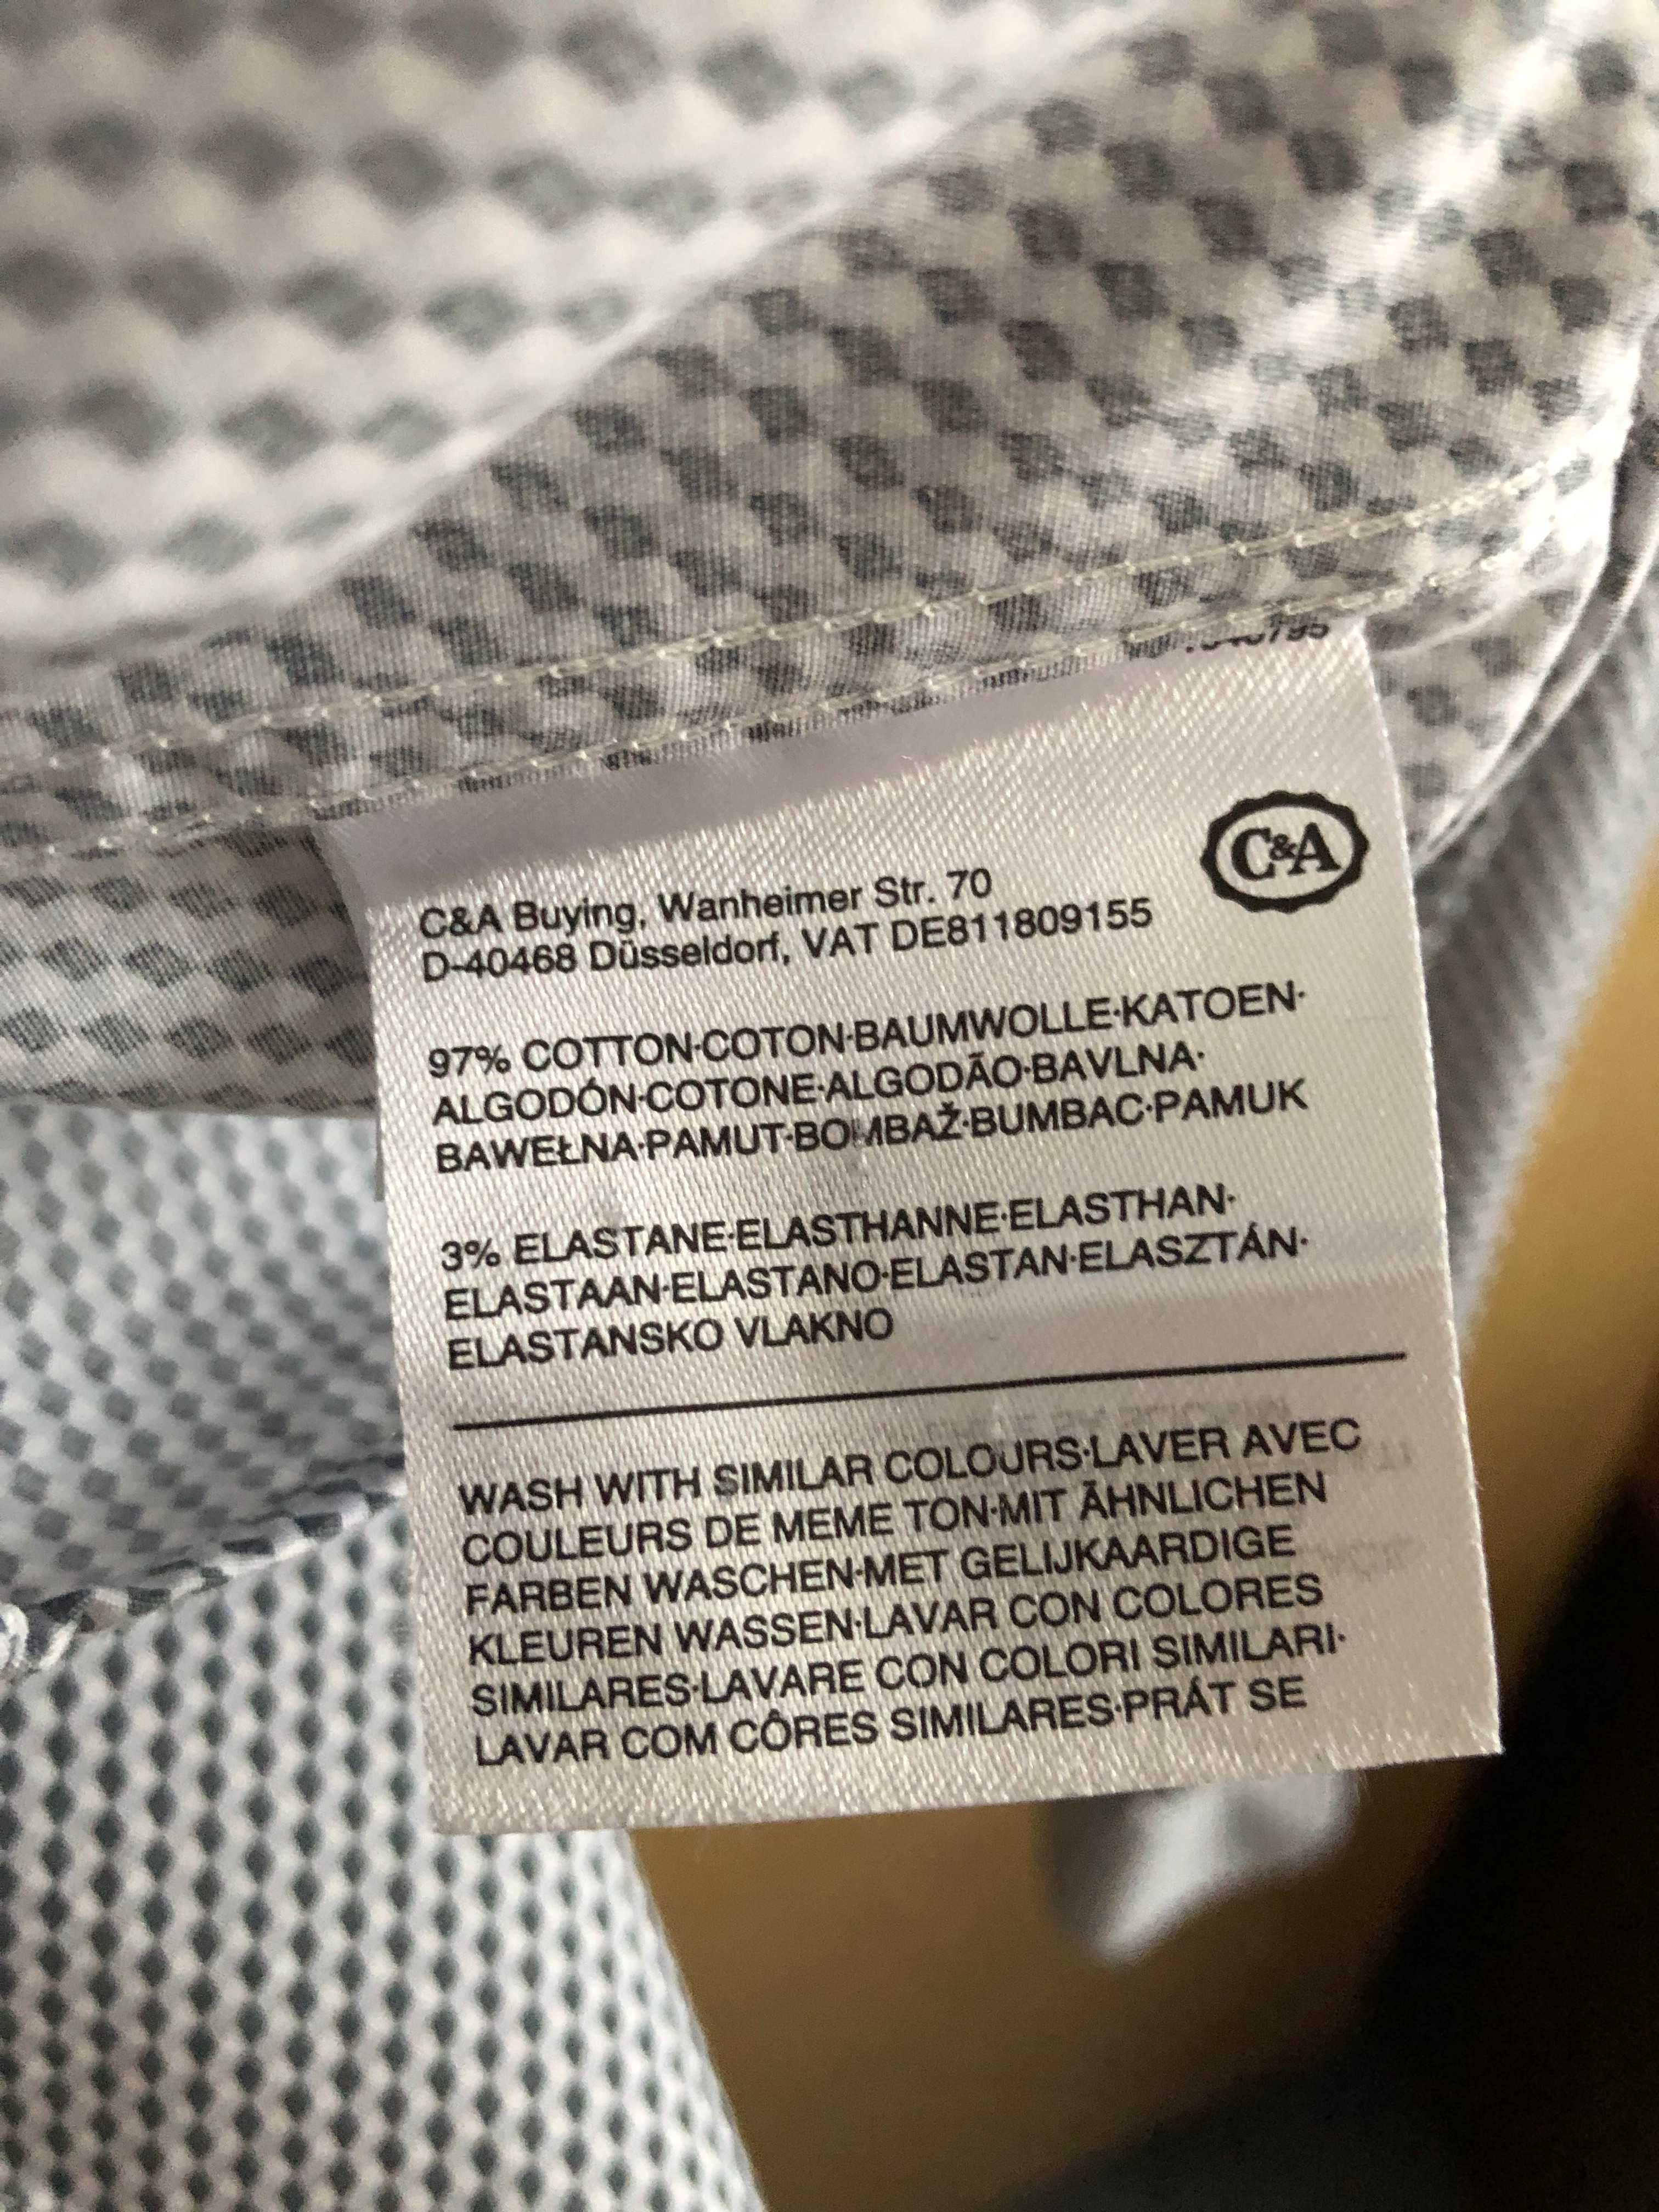 C&A
C&A Buying, Wanheimer Str. 70
D-40468 Düsseldorf, VAT DE811809155
97% COTTON·COTON·BAUMWOLLE·KATOEN·
ALGODÓN·COTONE·ALGODÃO·BAVLNA·
BAWEŁNA·PAMUT·BOMBAŽ·BUMBAC·PAMUK
3% ELASTANE·ELASTHANNE·ELASTHAN·
ELASTAAN·ELASTANO·ELASTAN·ELASZTÁN·
ELASTANSKO VLAKNO
WASH WITH SIMILAR COLOURS·LAVER AVEC
COULEURS DE MEME TON·MIT ÄHNLICHEN
FARBEN WASCHEN·MET GELIJKAARDIGE
KLEUREN WASSEN·LAVAR CON COLORES
SIMILARES·LAVARE CON COLORI SIMILARI·
LAVAR COM CÔRES SIMILARES·PRÁT SE